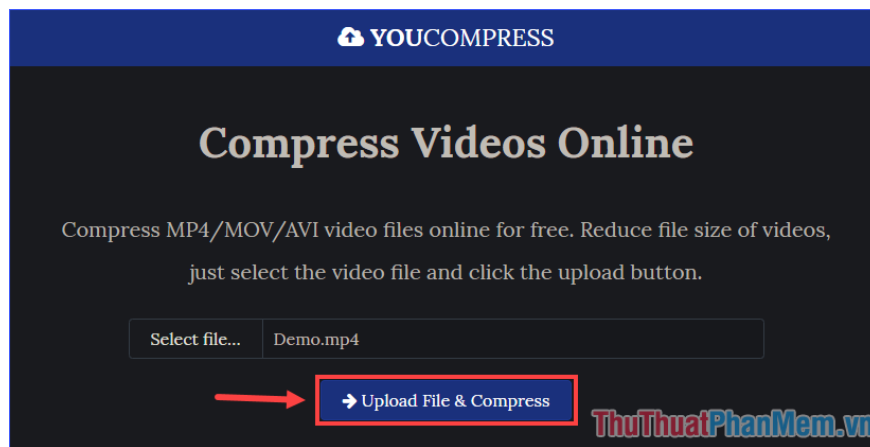 YOUCOMPRESS
Compress Videos Online
Compress MP4/MOV/AVI video files online for free. Reduce file size of videos,
just select the video file and click the upload button.
Select file... Demo.mp4
Upload File & Compress
ThuThuatPhanMem.vn